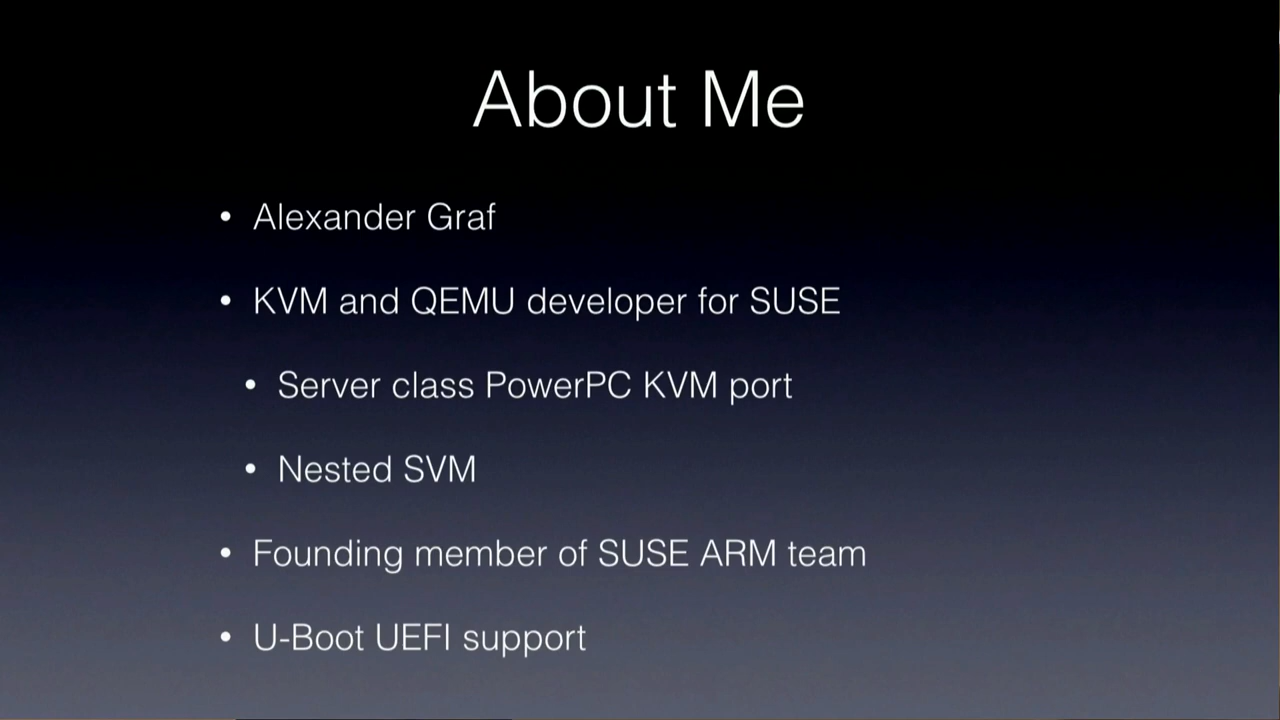 About Me
• Alexander Graf
• KVM and QEMU developer for SUSE
• Server class PowerPC KVM port
• Nested SVM
• Founding member of SUSE ARM team
• U-Boot UEFI support